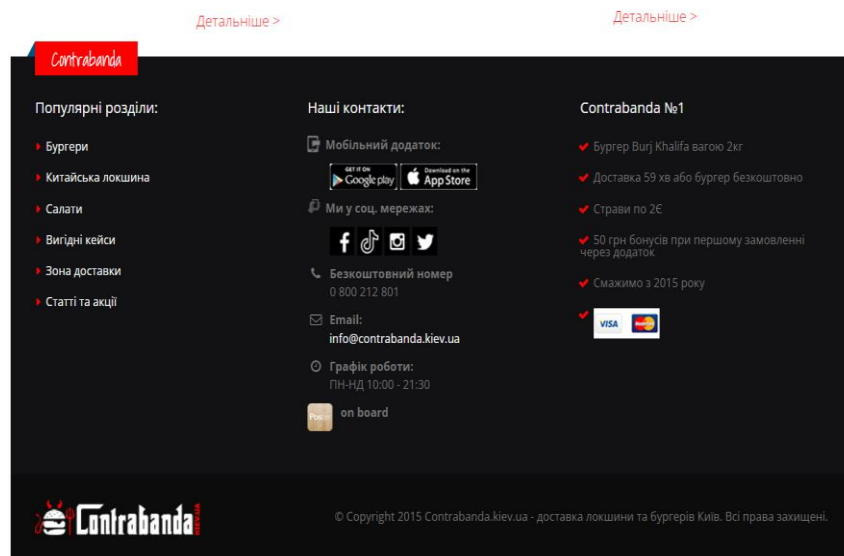 Детальніше >
Детальніше >
Contrabanda
Популярні розділи:
Бургери
Китайська локшина
Салати
Вигідні кейси
Зона доставки
Статті та акції
Наші контакти:
Мобільний додаток:
GET IT ON
Google play
Download on the
App Store
Ми у соц. мережах:
Безкоштовний номер
0 800 212 801
Email:
info@contrabanda.kiev.ua
Графік роботи:
ПН-НД 10:00 - 21:30
on board
Contrabanda №1
Бургер Burj Khalifa вагою 2кг
Доставка 59 хв або бургер безкоштовно
Страви по 2Є
50 грн бонусів при першому замовленні
через додаток
Смажимо з 2015 року
VISA
MasterCard
Contrabanda
KIEV.UA
© Copyright 2015 Contrabanda.kiev.ua - доставка локшини та бургерів Київ. Всі права захищені.